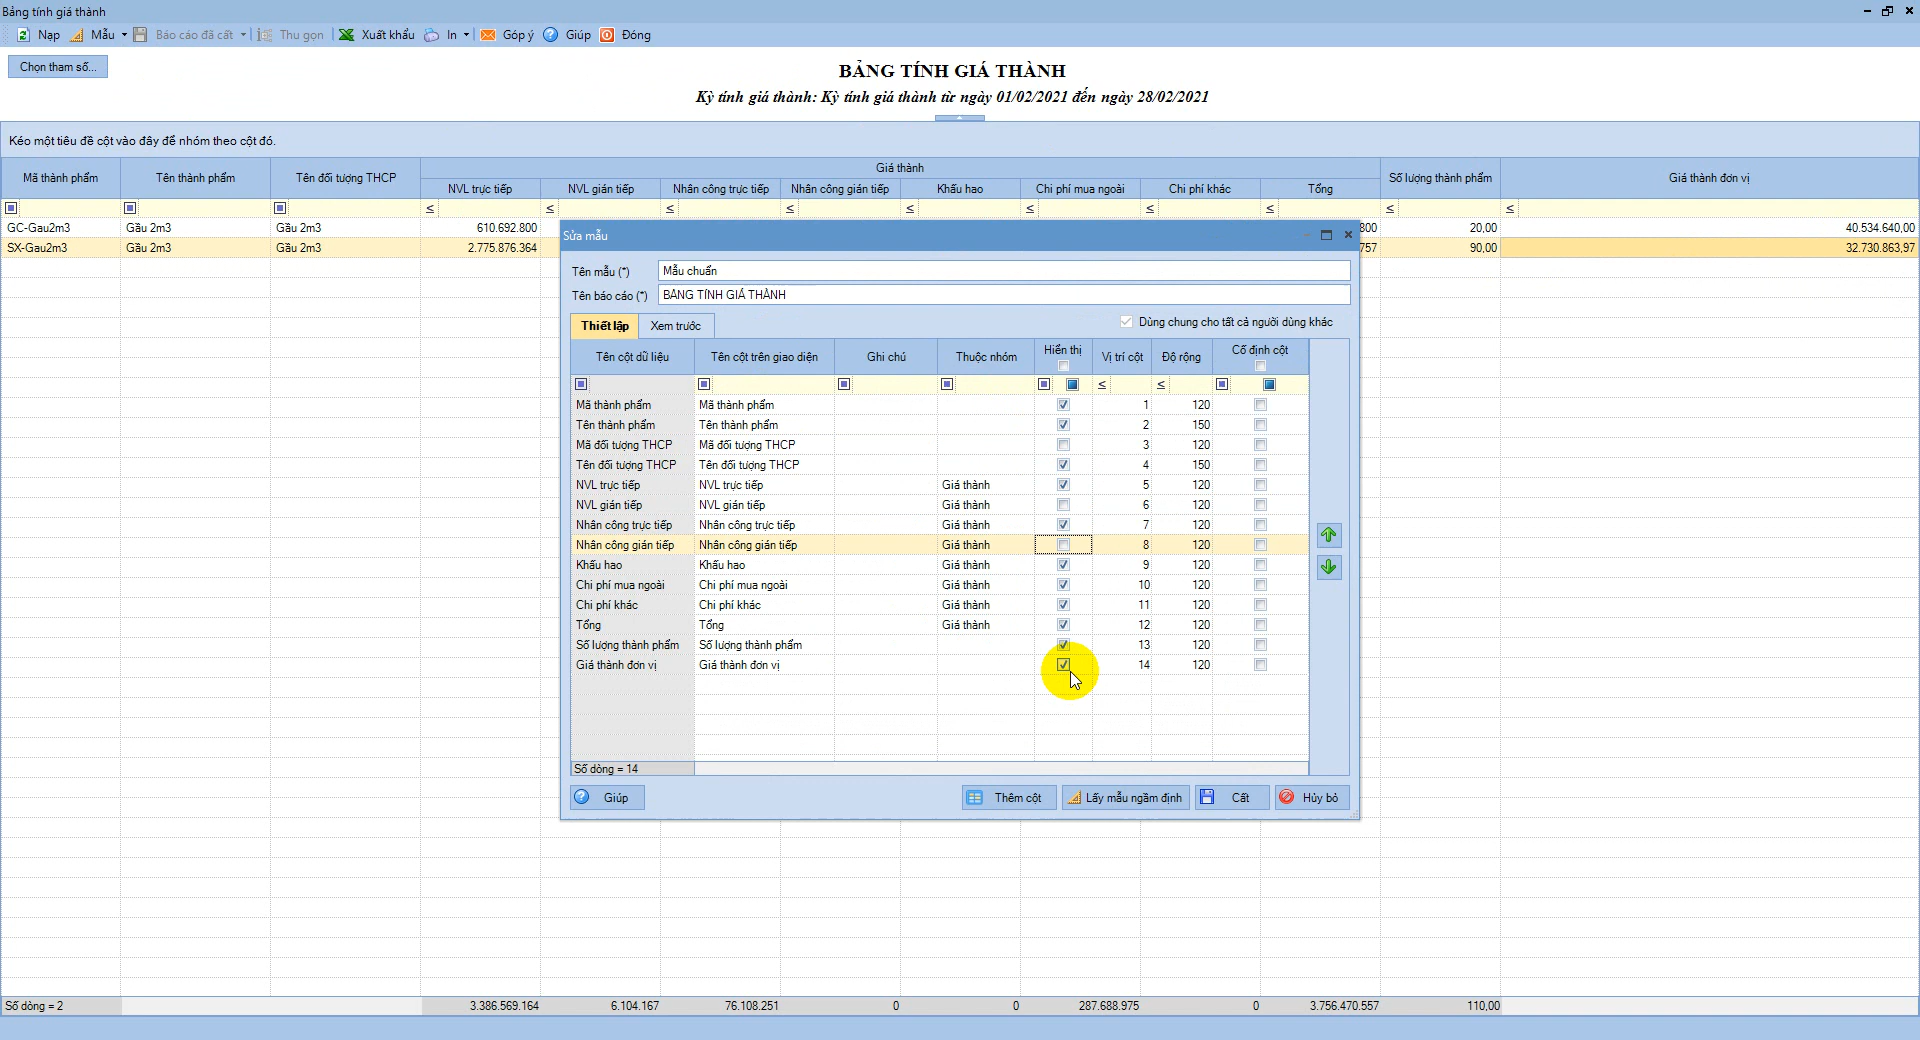 Bảng tính giá thành
Nạp Mẫu Báo cáo đã cất Thu gọn Xuất khẩu In Góp ý Giúp Đóng
Chọn tham số...
BẢNG TÍNH GIÁ THÀNH
Kỳ tính giá thành: Kỳ tính giá thành từ ngày 01/02/2021 đến ngày 28/02/2021
Kéo một tiêu đề cột vào đây để nhóm theo cột đó.
Mã thành phẩm Tên thành phẩm Tên đối tượng THCP Giá thành Số lượng thành phẩm Giá thành đơn vị
NVL trực tiếp NVL gián tiếp Nhân công trực tiếp Nhân công gián tiếp Khấu hao Chi phí mua ngoài Chi phí khác Tổng
≤ ≤ ≤ ≤ ≤ ≤ ≤ ≤ ≤ ≤
GC-Gau2m3 Gầu 2m3 Gầu 2m3 610.692.800 800 20,00 40.534.640,00
SX-Gau2m3 Gầu 2m3 Gầu 2m3 2.775.876.364 757 90,00 32.730.863,97
Sửa mẫu
Tên mẫu (*) Mẫu chuẩn
Tên báo cáo (*) BẢNG TÍNH GIÁ THÀNH
Thiết lập Xem trước Dùng chung cho tất cả người dùng khác
Tên cột dữ liệu Tên cột trên giao diện Ghi chú Thuộc nhóm Hiển thị Vị trí cột Độ rộng Cố định cột
≤ ≤
Mã thành phẩm Mã thành phẩm 1 120
Tên thành phẩm Tên thành phẩm 2 150
Mã đối tượng THCP Mã đối tượng THCP 3 120
Tên đối tượng THCP Tên đối tượng THCP 4 150
NVL trực tiếp NVL trực tiếp Giá thành 5 120
NVL gián tiếp NVL gián tiếp Giá thành 6 120
Nhân công trực tiếp Nhân công trực tiếp Giá thành 7 120
Nhân công gián tiếp Nhân công gián tiếp Giá thành 8 120
Khấu hao Khấu hao Giá thành 9 120
Chi phí mua ngoài Chi phí mua ngoài Giá thành 10 120
Chi phí khác Chi phí khác Giá thành 11 120
Tổng Tổng Giá thành 12 120
Số lượng thành phẩm Số lượng thành phẩm 13 120
Giá thành đơn vị Giá thành đơn vị 14 120
Số dòng = 14
Giúp Thêm cột Lấy mẫu ngầm định Cất Hủy bỏ
Số dòng = 2 3.386.569.164 6.104.167 76.108.251 0 0 287.688.975 0 3.756.470.557 110,00